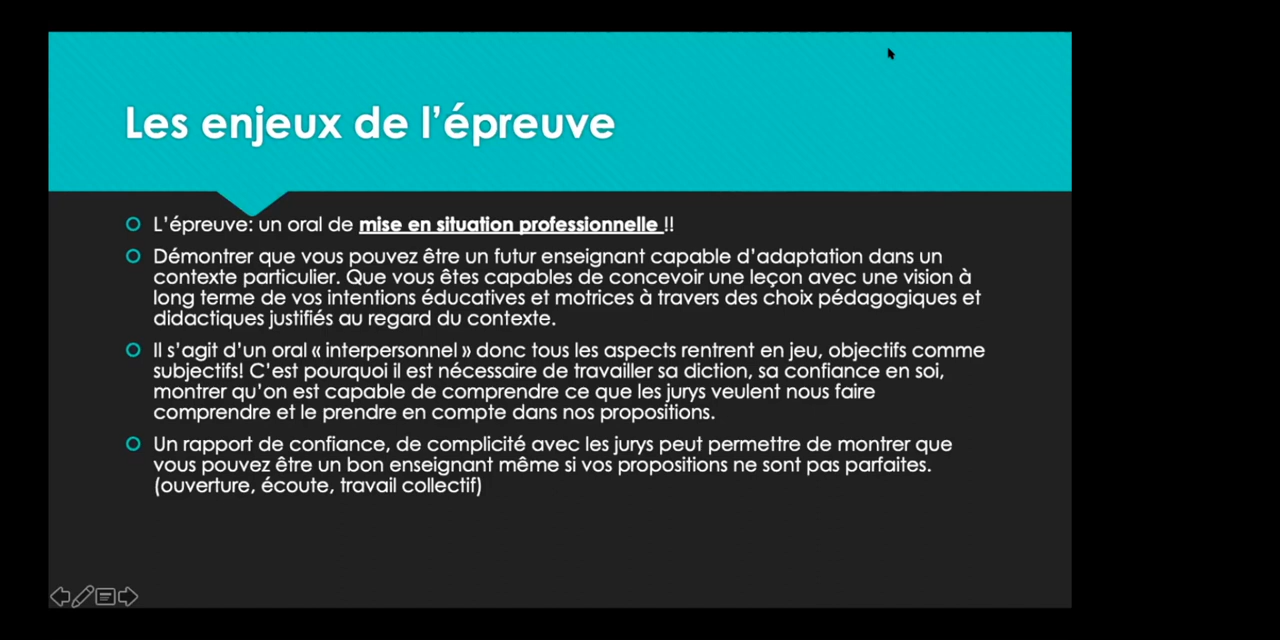 Les enjeux de l'épreuve
L'épreuve: un oral de mise en situation professionnelle !!
Démontrer que vous pouvez être un futur enseignant capable d'adaptation dans un
contexte particulier. Que vous êtes capables de concevoir une leçon avec une vision à
long terme de vos intentions éducatives et motrices à travers des choix pédagogiques et
didactiques justifiés au regard du contexte.
Il s'agit d'un oral « interpersonnel » donc tous les aspects rentrent en jeu, objectifs comme
subjectifs! C'est pourquoi il est nécessaire de travailler sa diction, sa confiance en soi,
montrer qu'on est capable de comprendre ce que les jurys veulent nous faire
comprendre et le prendre en compte dans nos propositions.
Un rapport de confiance, de complicité avec les jurys peut permettre de montrer que
vous pouvez être un bon enseignant même si vos propositions ne sont pas parfaites.
(ouverture, écoute, travail collectif)